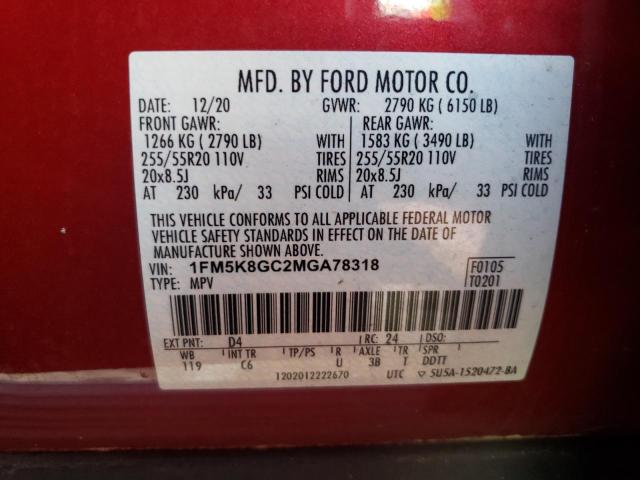 MFD. BY FORD MOTOR CO.
DATE: 12/20 GVWR: 2790 KG ( 6150 LB)
FRONT GAWR: REAR GAWR:
1266 KG ( 2790 LB) WITH 1583 KG ( 3490 LB) WITH
255/55R20 110V TIRES 255/55R20 110V TIRES
20x8.5J RIMS 20x8.5J RIMS
AT 230 kPa/ 33 PSI COLD AT 230 kPa/ 33 PSI COLD
THIS VEHICLE CONFORMS TO ALL APPLICABLE FEDERAL MOTOR
VEHICLE SAFETY STANDARDS IN EFFECT ON THE DATE OF
MANUFACTURE SHOWN ABOVE.
VIN: 1FM5K8GC2MGA78318 F0105
TYPE: MPV T0201
EXT PNT: D4 RC: 24 DSO:
WB INT TR TP/PS R AXLE TR SPR
119 C6 U 3B T DDTT
1202012222670 UTC ▽ 5U5A-1520472-BA